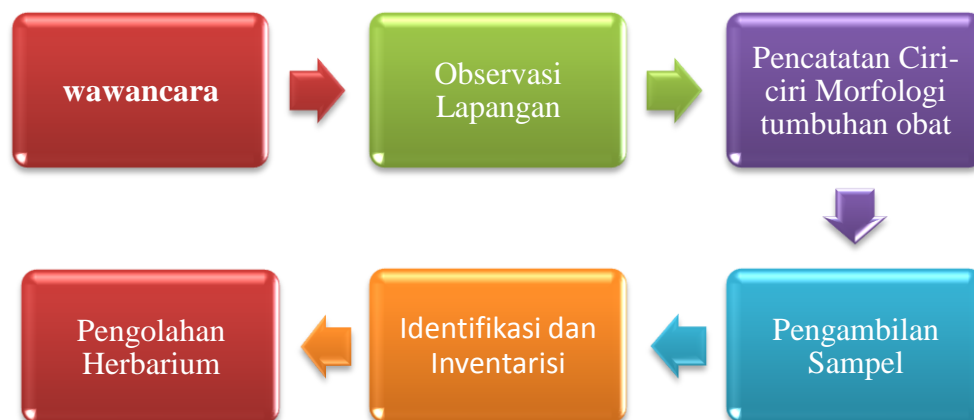 wawancara
Observasi
Lapangan
Pencatatan Ciri-
ciri Morfologi
tumbuhan obat
Pengambilan
Sampel
Identifikasi dan
Inventarisi
Pengolahan
Herbarium